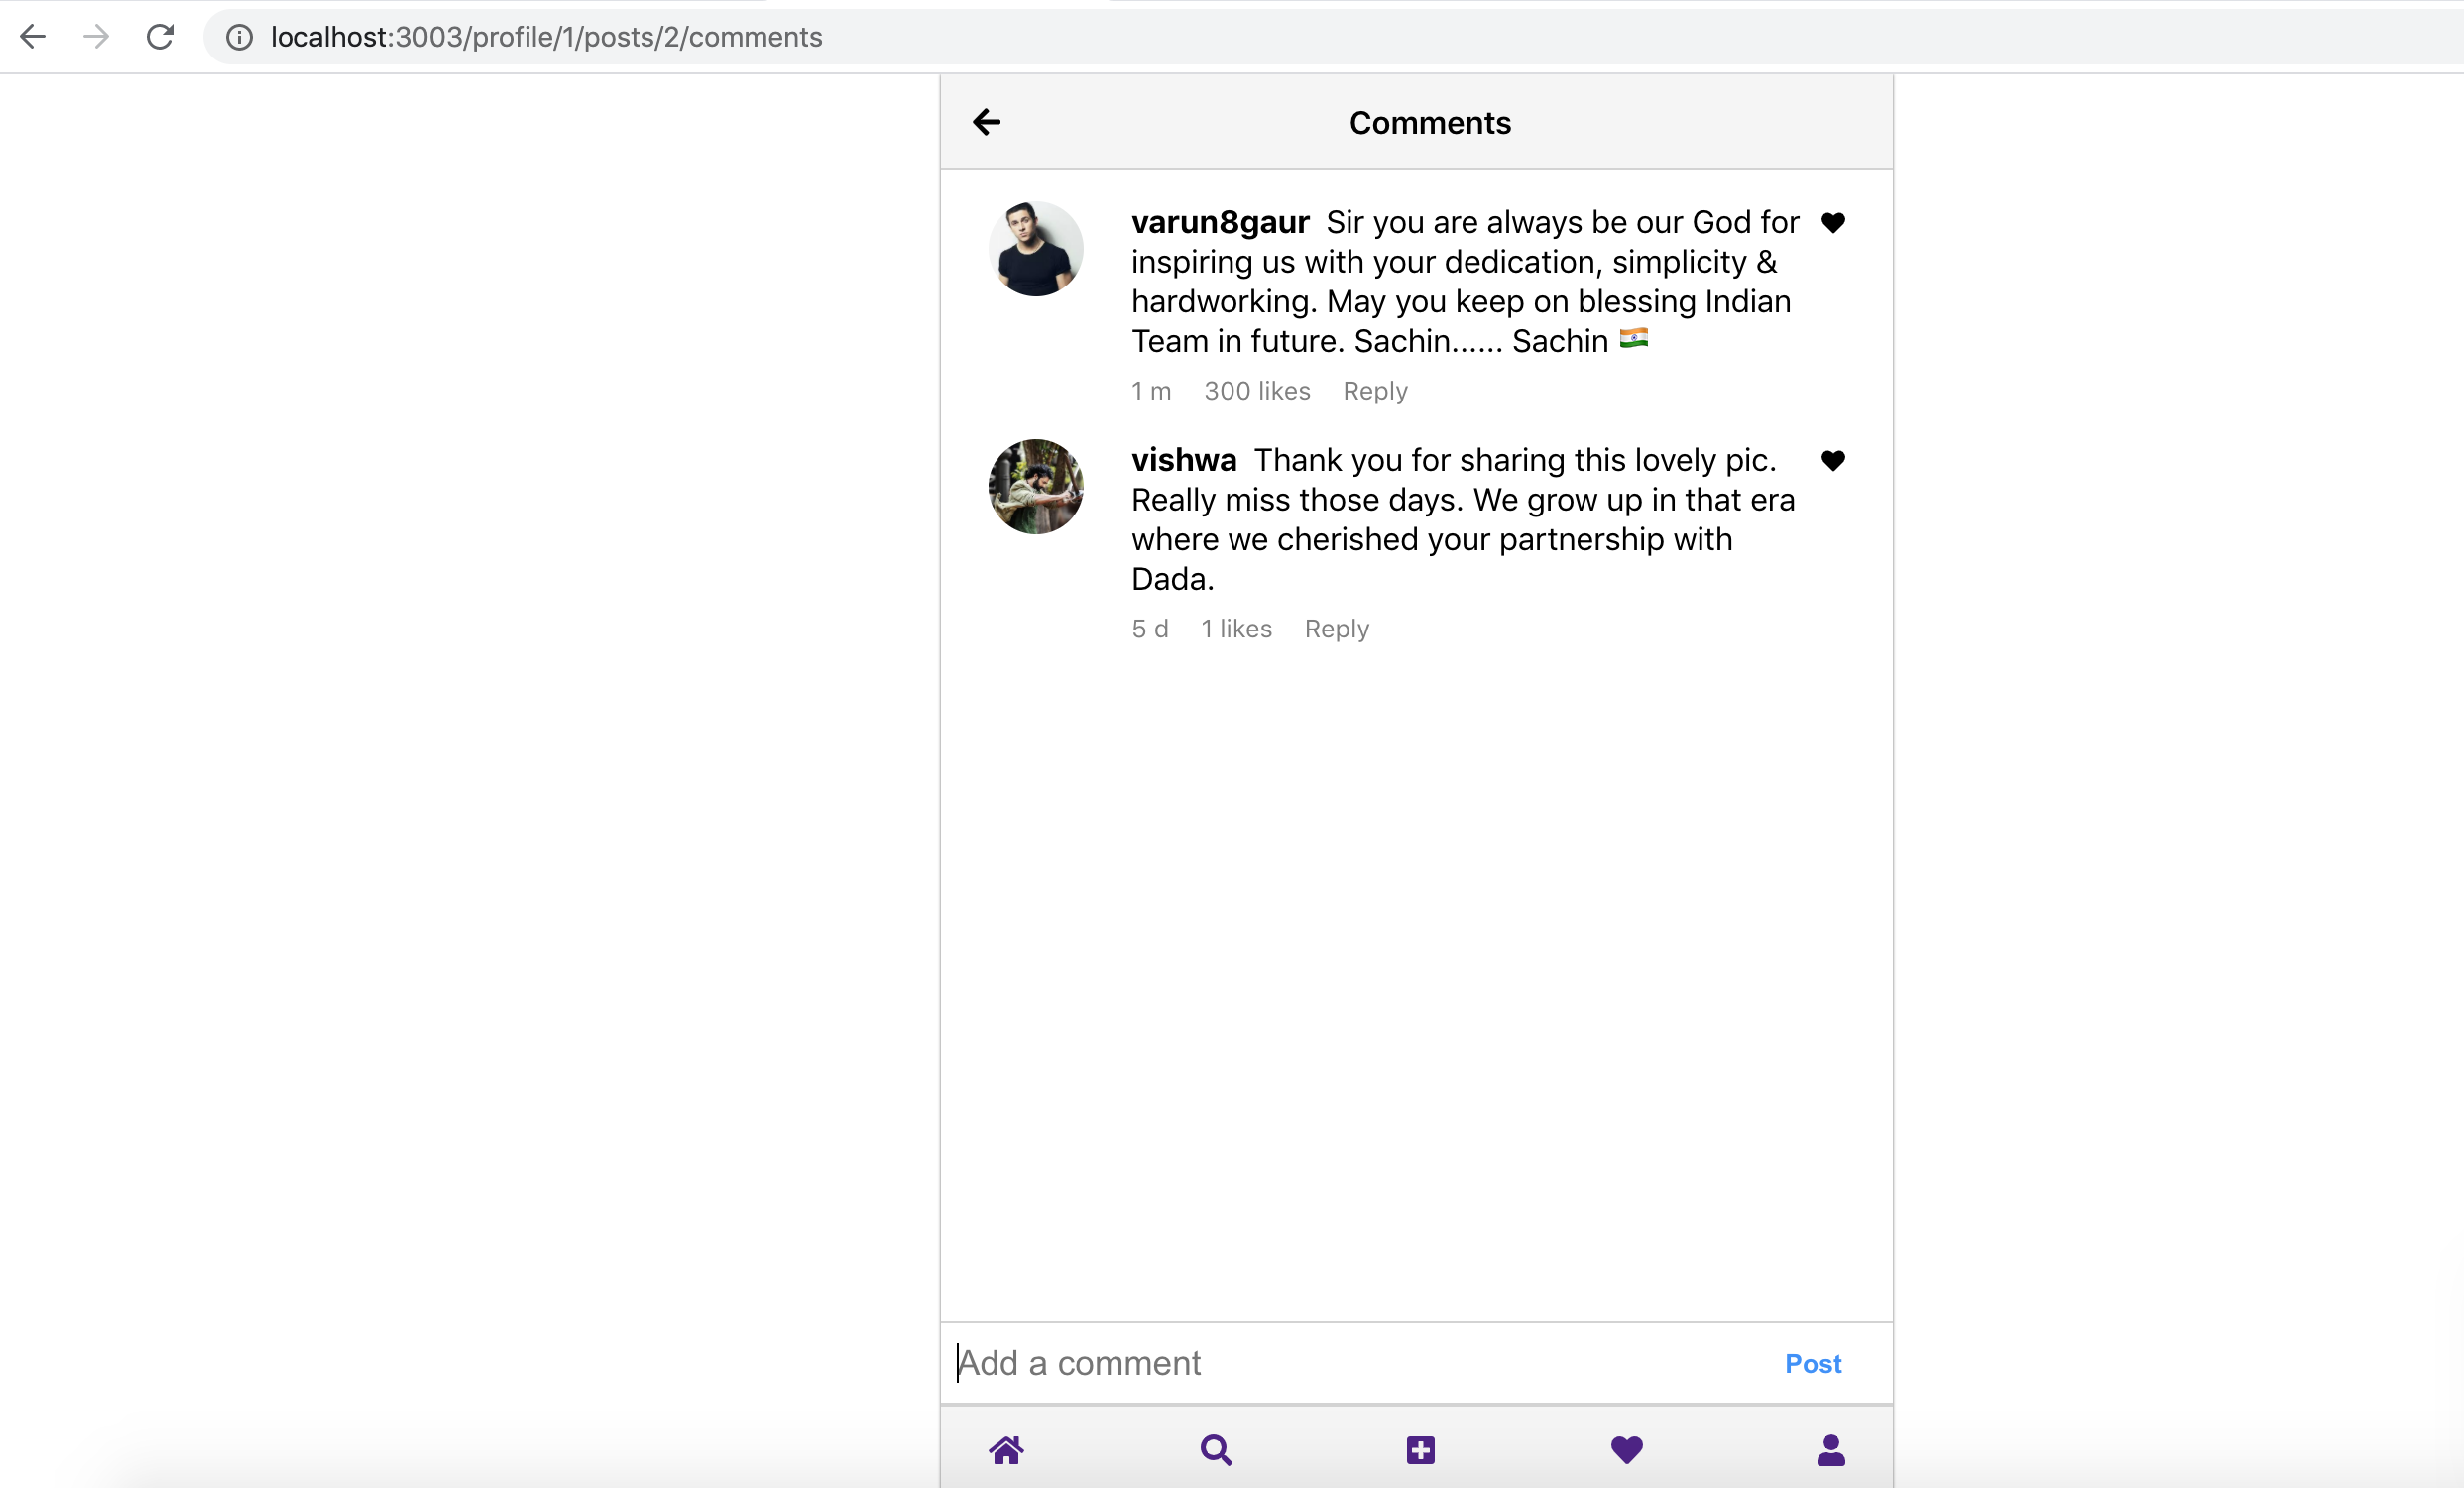 localhost:3003/profile/1/posts/2/comments
Comments
varun8gaur Sir you are always be our God for
inspiring us with your dedication, simplicity &
hardworking. May you keep on blessing Indian
Team in future. Sachin...... Sachin 🇮🇳
1 m 300 likes Reply
vishwa Thank you for sharing this lovely pic.
Really miss those days. We grow up in that era
where we cherished your partnership with
Dada.
5 d 1 likes Reply
Add a comment Post